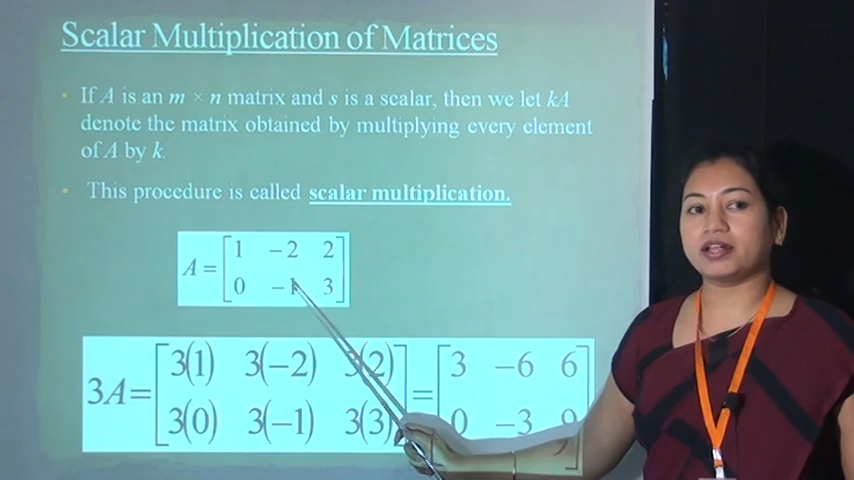 Scalar Multiplication of Matrices
• If A is an m × n matrix and s is a scalar, then we let kA
denote the matrix obtained by multiplying every element
of A by k.
• This procedure is called scalar multiplication.
A = [1 −2 2
0 −1 3]
3A = [3(1) 3(−2) 3(2)
3(0) 3(−1) 3(3)] = [3 −6 6
0 −3 9]